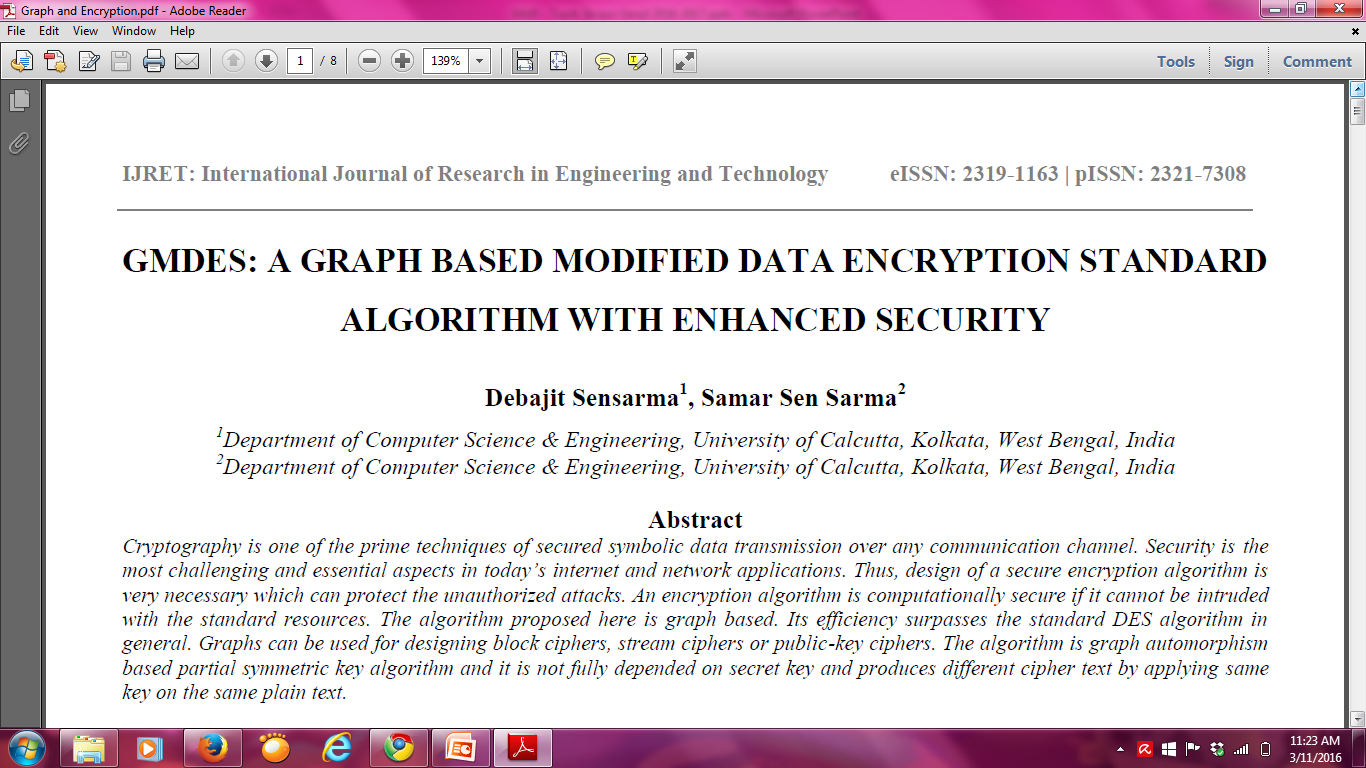 Graph and Encryption.pdf - Adobe Reader
File Edit View Window Help
1 / 8 139% Tools Sign Comment
IJRET: International Journal of Research in Engineering and Technology eISSN: 2319-1163 | pISSN: 2321-7308
GMDES: A GRAPH BASED MODIFIED DATA ENCRYPTION STANDARD
ALGORITHM WITH ENHANCED SECURITY
Debajit Sensarma1, Samar Sen Sarma2
1Department of Computer Science & Engineering, University of Calcutta, Kolkata, West Bengal, India
2Department of Computer Science & Engineering, University of Calcutta, Kolkata, West Bengal, India
Abstract
Cryptography is one of the prime techniques of secured symbolic data transmission over any communication channel. Security is the
most challenging and essential aspects in today's internet and network applications. Thus, design of a secure encryption algorithm is
very necessary which can protect the unauthorized attacks. An encryption algorithm is computationally secure if it cannot be intruded
with the standard resources. The algorithm proposed here is graph based. Its efficiency surpasses the standard DES algorithm in
general. Graphs can be used for designing block ciphers, stream ciphers or public-key ciphers. The algorithm is graph automorphism
based partial symmetric key algorithm and it is not fully depended on secret key and produces different cipher text by applying same
key on the same plain text.
11:23 AM
3/11/2016